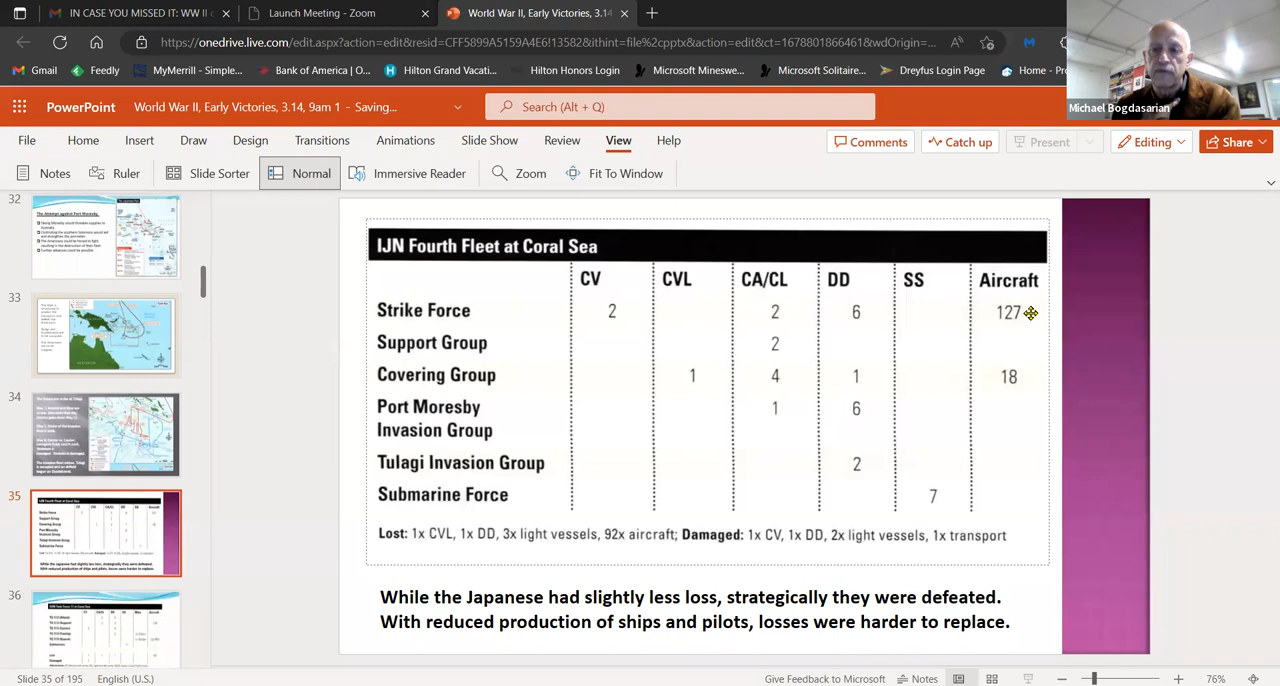 IN CASE YOU MISSED IT: WW II
Launch Meeting - Zoom
World War II, Early Victories, 3.14
https://onedrive.live.com/edit.aspx?action=edit&resid=CFF5899A5159A4E6!13582&ithint=file%2cpptx&action=edit&ct=1678801866461&wdOrigin=...
Gmail
Feedly
MyMerrill - Simple...
Bank of America | O...
Hilton Grand Vacati...
Hilton Honors Login
Microsoft Mineswe...
Microsoft Solitaire...
Dreyfus Login Page
Home - Pr
Michael Bogdasarian
PowerPoint
World War II, Early Victories, 3.14, 9am 1 - Saving...
Search (Alt + Q)
File Home Insert Draw Design Transitions Animations Slide Show Review View Help
Comments Catch up Present Editing Share
Notes Ruler Slide Sorter Normal Immersive Reader Zoom Fit To Window
32
The Attempt against Port Moresby
33
34
35
36
IJN Fourth Fleet at Coral Sea
CV CVL CA/CL DD SS Aircraft
Strike Force 2 2 6 127
Support Group 2
Covering Group 1 4 1 18
Port Moresby
Invasion Group 1 6
Tulagi Invasion Group 2
Submarine Force 7
Lost: 1x CVL, 1x DD, 3x light vessels, 92x aircraft; Damaged: 1x CV, 1x DD, 2x light vessels, 1x transport
While the Japanese had slightly less loss, strategically they were defeated.
With reduced production of ships and pilots, losses were harder to replace.
Slide 35 of 195
English (U.S.)
Give Feedback to Microsoft
Notes
76%